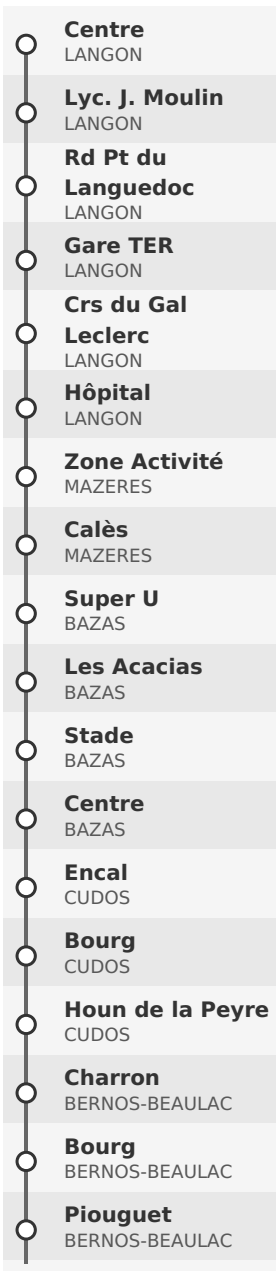 Centre
LANGON
Lyc. J. Moulin
LANGON
Rd Pt du
Languedoc
LANGON
Gare TER
LANGON
Crs du Gal
Leclerc
LANGON
Hôpital
LANGON
Zone Activité
MAZERES
Calès
MAZERES
Super U
BAZAS
Les Acacias
BAZAS
Stade
BAZAS
Centre
BAZAS
Encal
CUDOS
Bourg
CUDOS
Houn de la Peyre
CUDOS
Charron
BERNOS-BEAULAC
Bourg
BERNOS-BEAULAC
Piouguet
BERNOS-BEAULAC